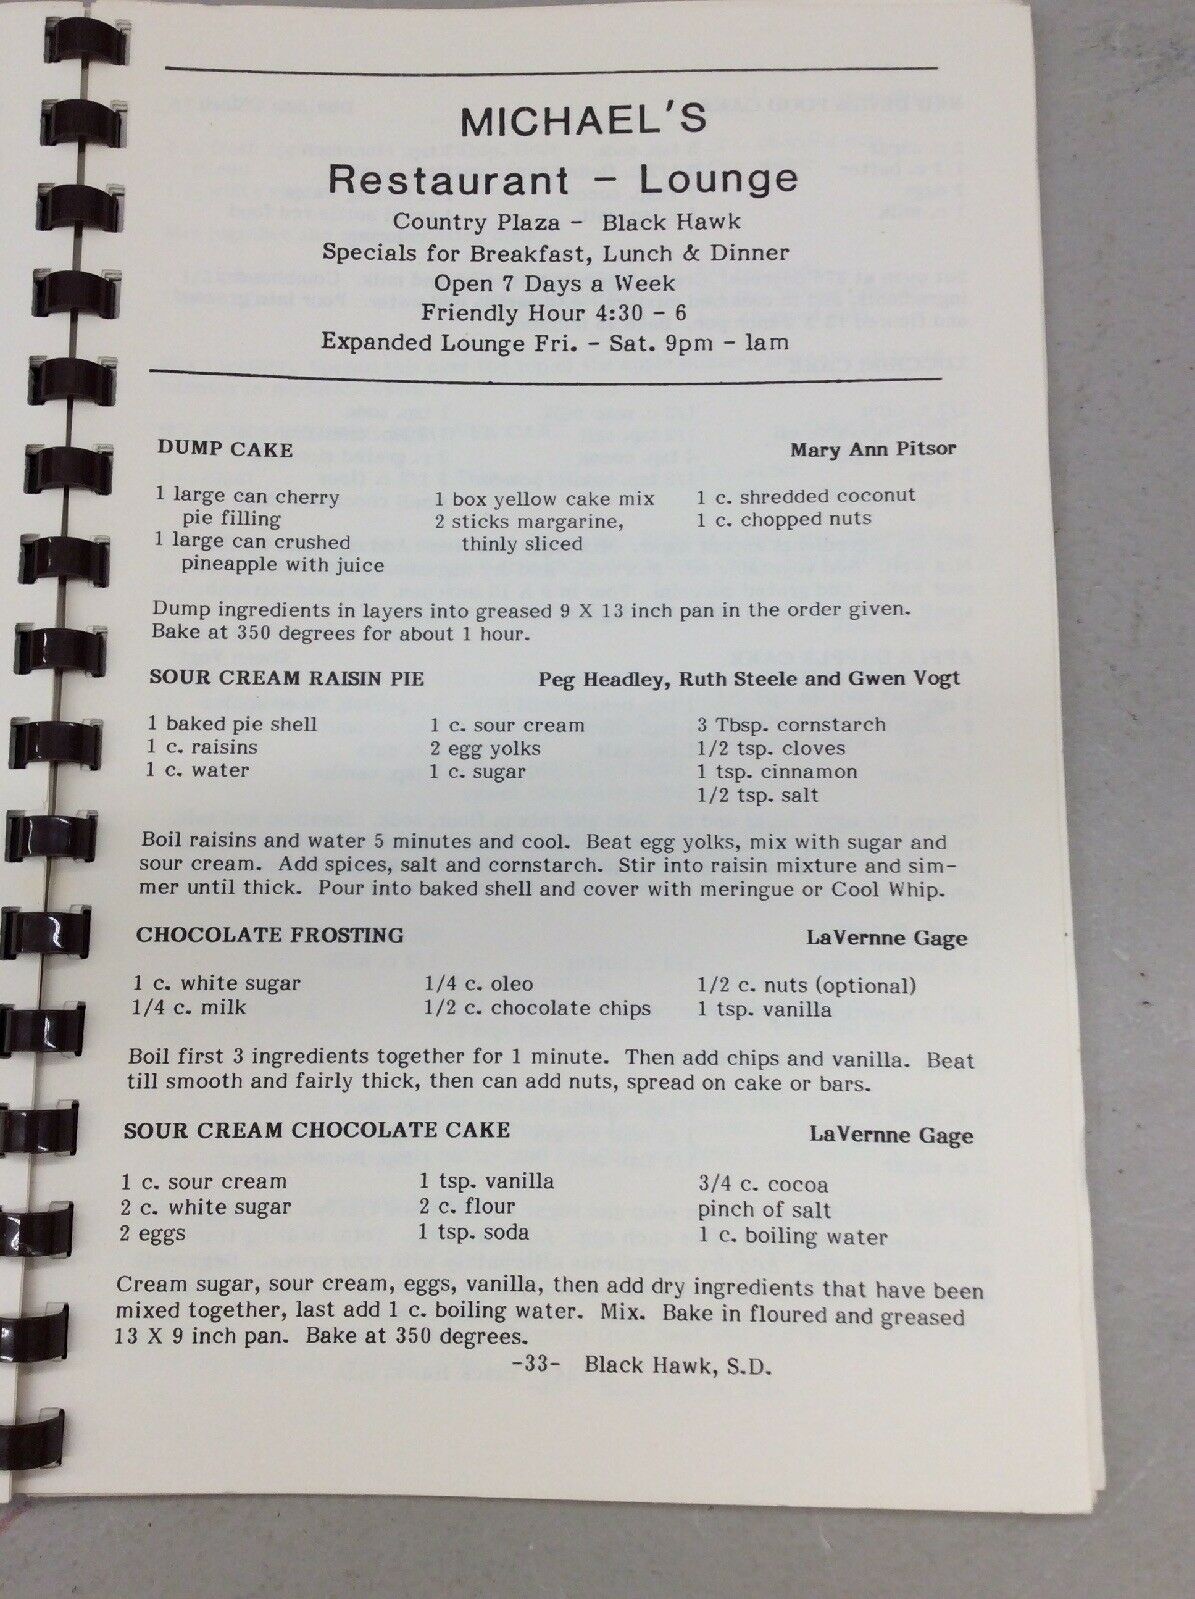 MICHAEL'S
Restaurant - Lounge
Country Plaza - Black Hawk
Specials for Breakfast, Lunch & Dinner
Open 7 Days a Week
Friendly Hour 4:30 - 6
Expanded Lounge Fri. - Sat. 9pm - 1am
DUMP CAKE Mary Ann Pitsor
1 large can cherry 1 box yellow cake mix 1 c. shredded coconut
pie filling 2 sticks margarine, 1 c. chopped nuts
1 large can crushed thinly sliced
pineapple with juice
Dump ingredients in layers into greased 9 X 13 inch pan in the order given.
Bake at 350 degrees for about 1 hour.
SOUR CREAM RAISIN PIE Peg Headley, Ruth Steele and Gwen Vogt
1 baked pie shell 1 c. sour cream 3 Tbsp. cornstarch
1 c. raisins 2 egg yolks 1/2 tsp. cloves
1 c. water 1 c. sugar 1 tsp. cinnamon
1/2 tsp. salt
Boil raisins and water 5 minutes and cool. Beat egg yolks, mix with sugar and
sour cream. Add spices, salt and cornstarch. Stir into raisin mixture and sim-
mer until thick. Pour into baked shell and cover with meringue or Cool Whip.
CHOCOLATE FROSTING LaVernne Gage
1 c. white sugar 1/4 c. oleo 1/2 c. nuts (optional)
1/4 c. milk 1/2 c. chocolate chips 1 tsp. vanilla
Boil first 3 ingredients together for 1 minute. Then add chips and vanilla. Beat
till smooth and fairly thick, then can add nuts, spread on cake or bars.
SOUR CREAM CHOCOLATE CAKE LaVernne Gage
1 c. sour cream 1 tsp. vanilla 3/4 c. cocoa
2 c. white sugar 2 c. flour pinch of salt
2 eggs 1 tsp. soda 1 c. boiling water
Cream sugar, sour cream, eggs, vanilla, then add dry ingredients that have been
mixed together, last add 1 c. boiling water. Mix. Bake in floured and greased
13 X 9 inch pan. Bake at 350 degrees.
-33- Black Hawk, S.D.